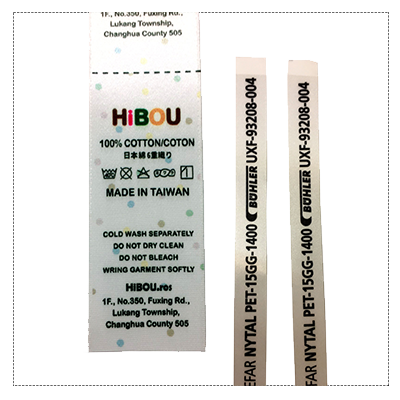 1F., No.350, Fuxing Rd.,
Lukang Township,
Changhua County 505
HiBOU
100% COTTON/COTON
日本綿6重織り
MADE IN TAIWAN
COLD WASH SEPARATELY
DO NOT DRY CLEAN
DO NOT BLEACH
WRING GARMENT SOFTLY
HIBOU.ros
1F., No.350, Fuxing Rd.,
Lukang Township,
Changhua County 505
EFAR NYTAL PET-15GG-1400 BÜHLER UXF-93208-004
EFAR NYTAL PET-15GG-1400 BÜHLER UXF-93208-004